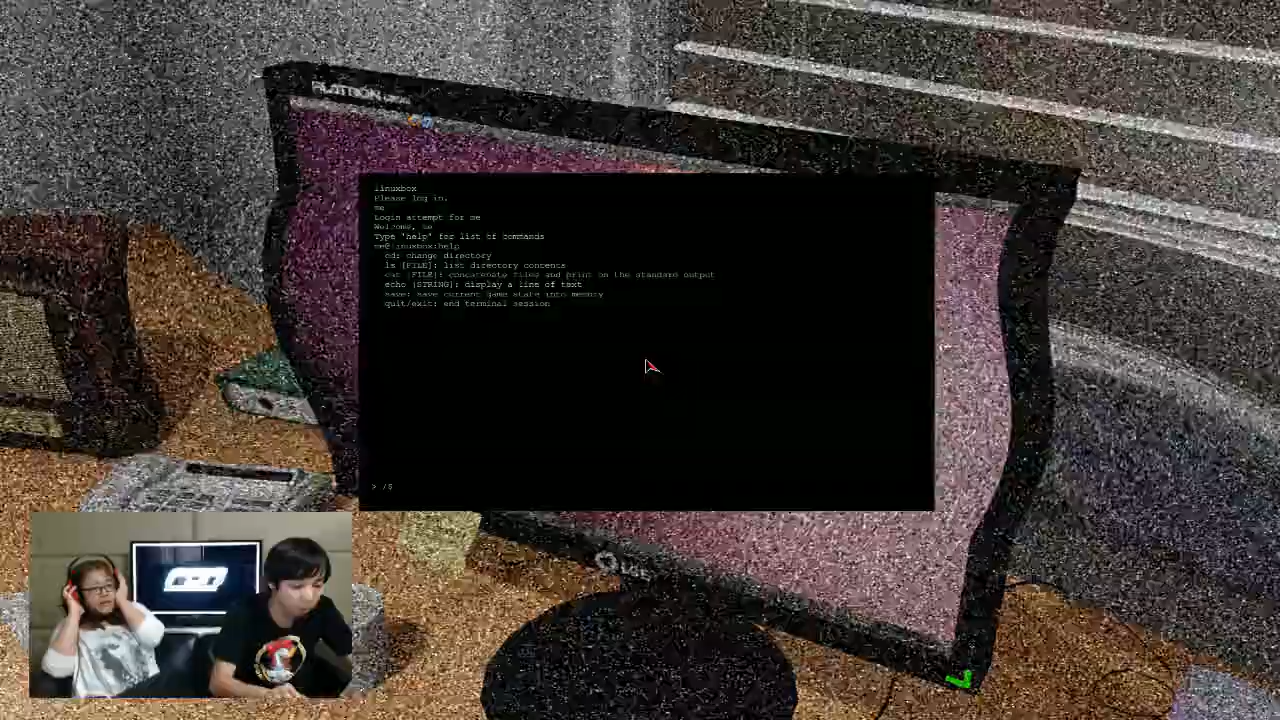 FLATRON
linuxbox
Please log in.
me
Login attempt for me
Welcome, me
Type 'help' for list of commands
me@linuxbox:help
cd: change directory
ls [FILE]: list directory contents
cat [FILE]: concatenate files and print on the standard output
echo [STRING]: display a line of text
save: save current game state into memory
quit/exit: end terminal session
> /$